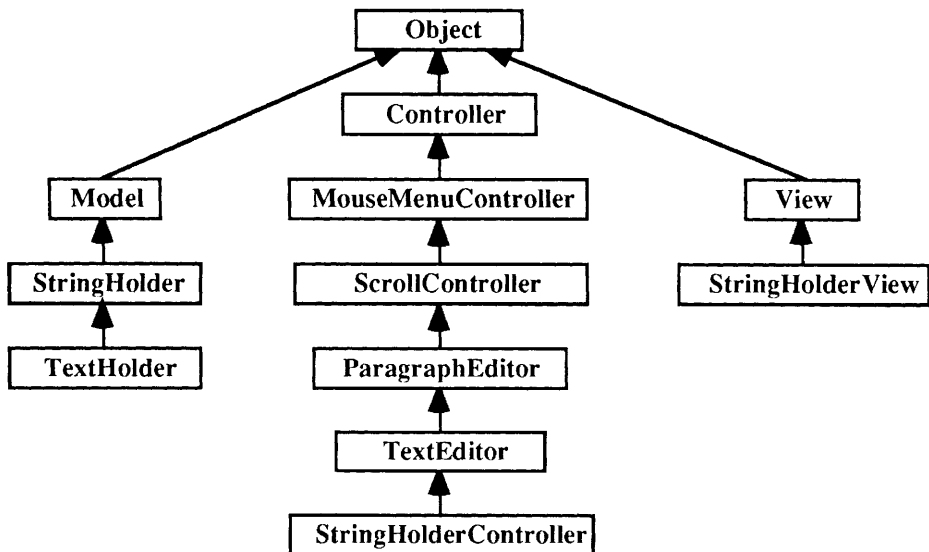 Object
Controller
Model
MouseMenuController
View
StringHolder
ScrollController
StringHolderView
TextHolder
ParagraphEditor
TextEditor
StringHolderController